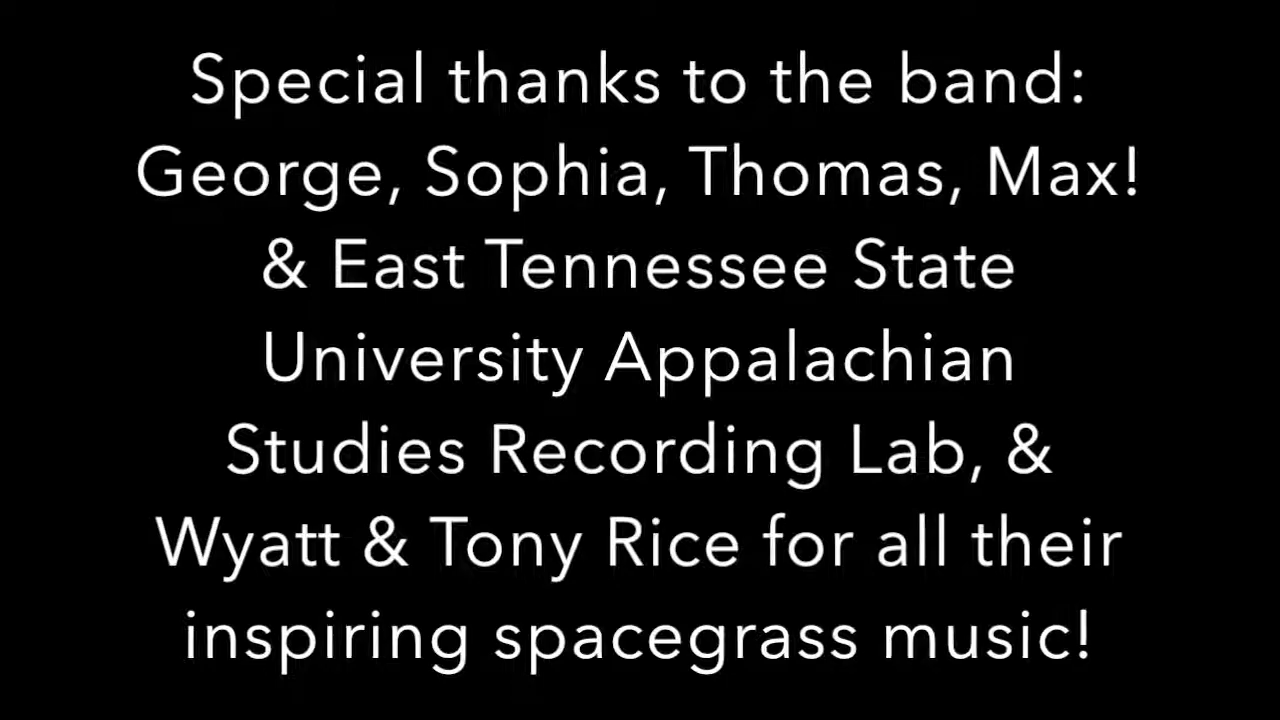 Special thanks to the band:
George, Sophia, Thomas, Max!
& East Tennessee State
University Appalachian
Studies Recording Lab, &
Wyatt & Tony Rice for all their
inspiring spacegrass music!